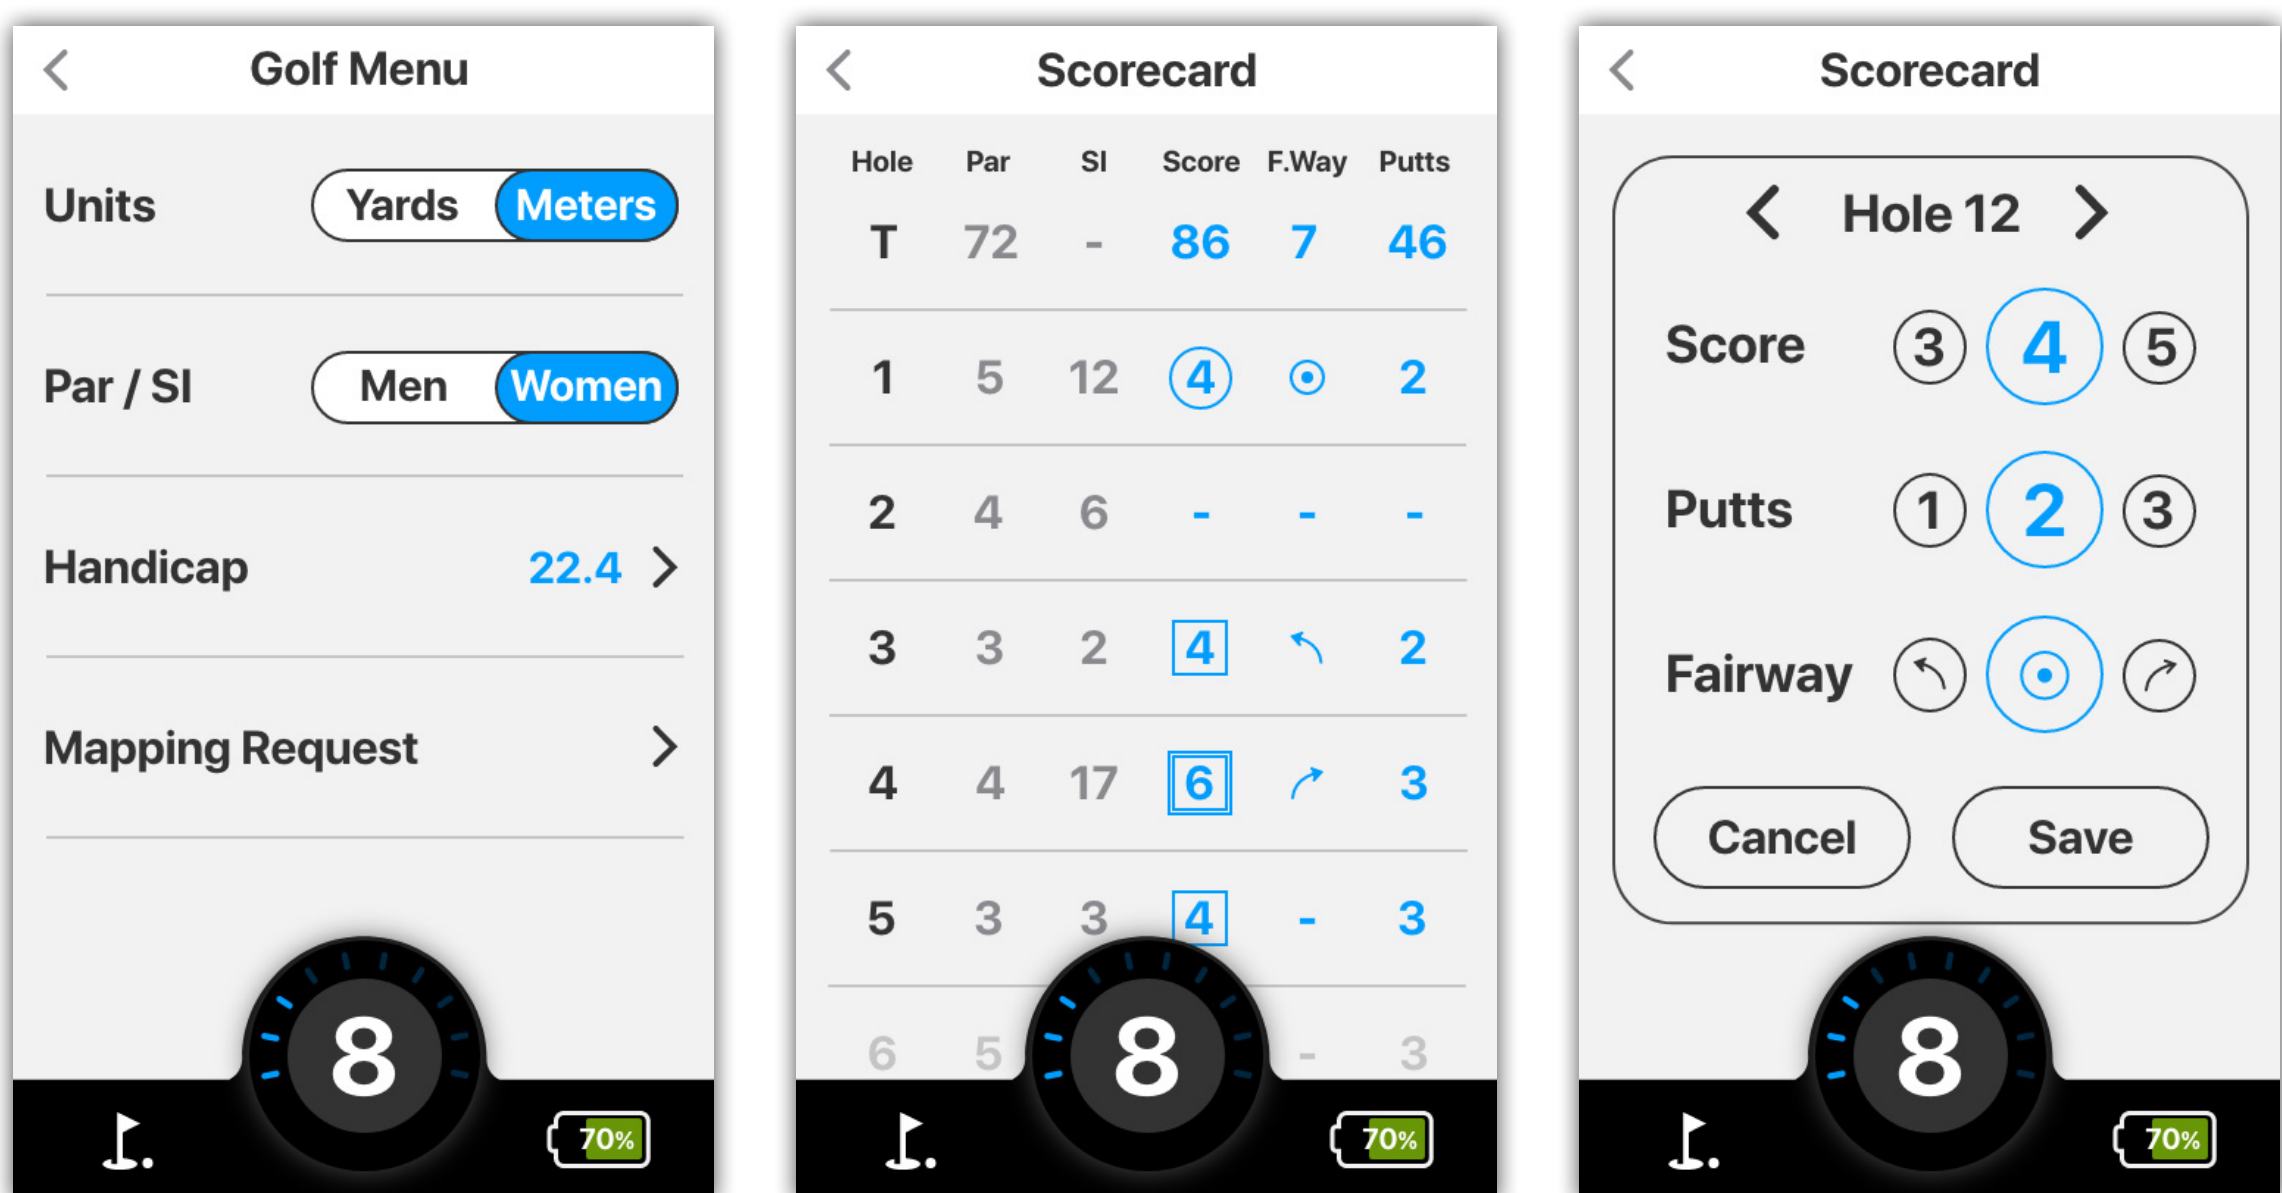 Golf Menu
Units Yards Meters
Par / SI Men Women
Handicap 22.4
Mapping Request
8
70%
Scorecard
Hole Par SI Score F.Way Putts
T 72 - 86 7 46
1 5 12 4 2
2 4 6 - - -
3 3 2 4 2
4 4 17 6 3
5 3 3 4 - 3
6 5 - 3
8
70%
Scorecard
Hole 12
Score 3 4 5
Putts 1 2 3
Fairway
Cancel Save
8
70%